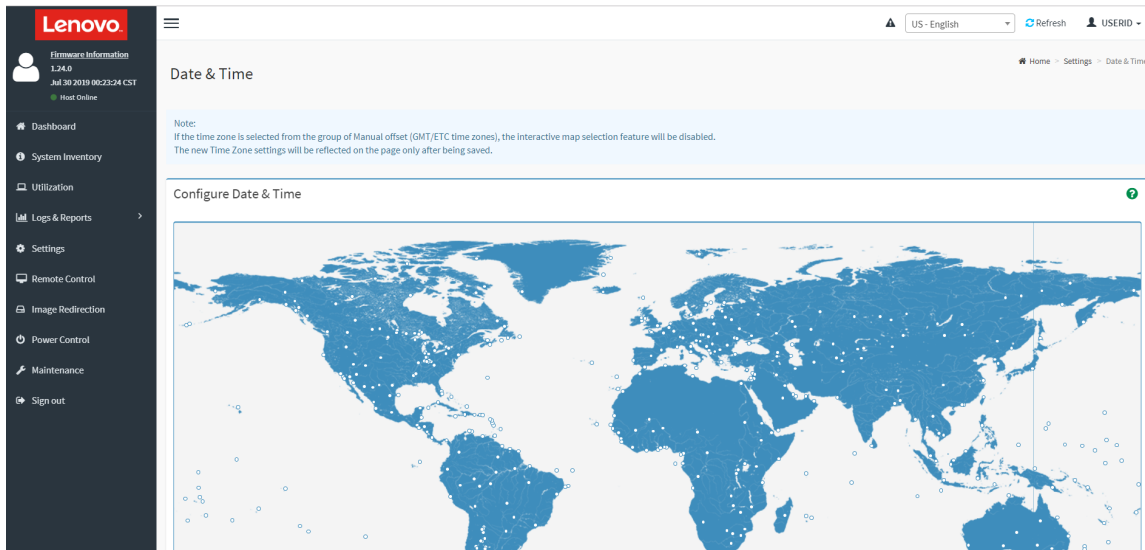 Lenovo
Firmware Information
1.24.0
Jul 30 2019 00:23:24 CST
Host Online
Dashboard
System Inventory
Utilization
Logs & Reports
Settings
Remote Control
Image Redirection
Power Control
Maintenance
Sign out
US - English
Refresh
USERID
Date & Time
Home > Settings > Date & Time
Note:
If the time zone is selected from the group of Manual offset (GMT/ETC time zones), the interactive map selection feature will be disabled.
The new Time Zone settings will be reflected on the page only after being saved.
Configure Date & Time